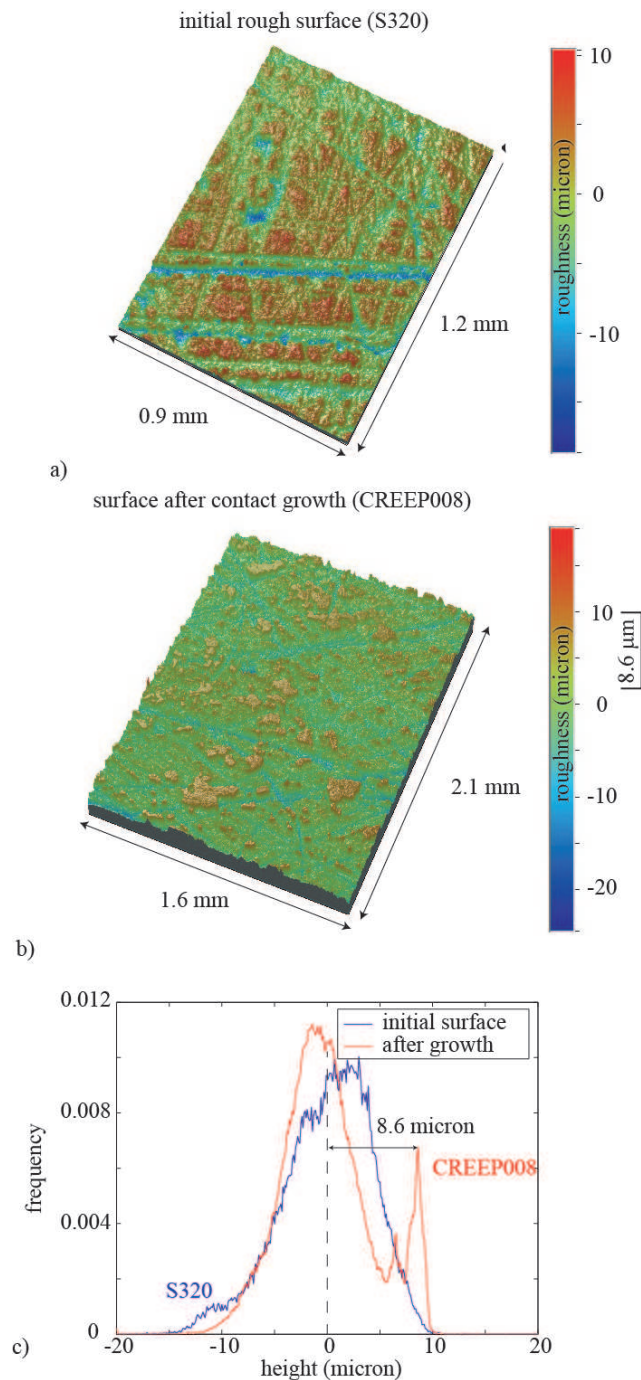 initial rough surface (S320)
10
0
-10
roughness (micron)
1.2 mm
0.9 mm
a)
surface after contact growth (CREEP008)
10
0
-10
-20
roughness (micron)
8.6 μm
2.1 mm
1.6 mm
b)
0.012
0.008
0.004
0
frequency
initial surface
after growth
8.6 micron
CREEP008
S320
-20
-10
0
10
20
height (micron)
c)